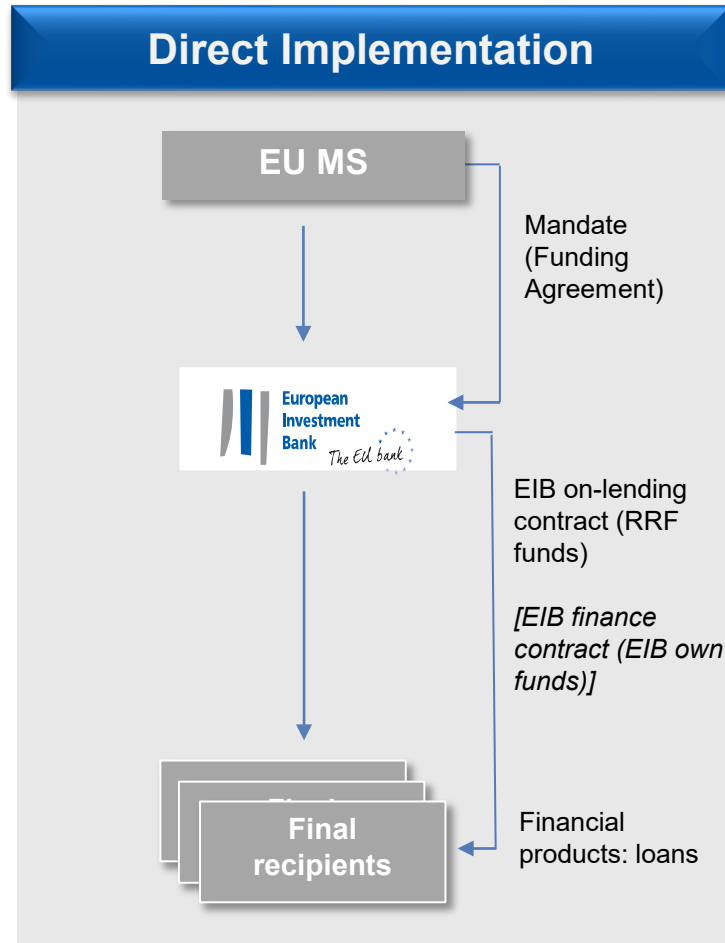 Direct Implementation
EU MS
Mandate
(Funding
Agreement)
European
Investment
Bank
The EU bank
EIB on-lending
contract (RRF
funds)
[EIB finance
contract (EIB own
funds)]
Final
recipients
Financial
products: loans